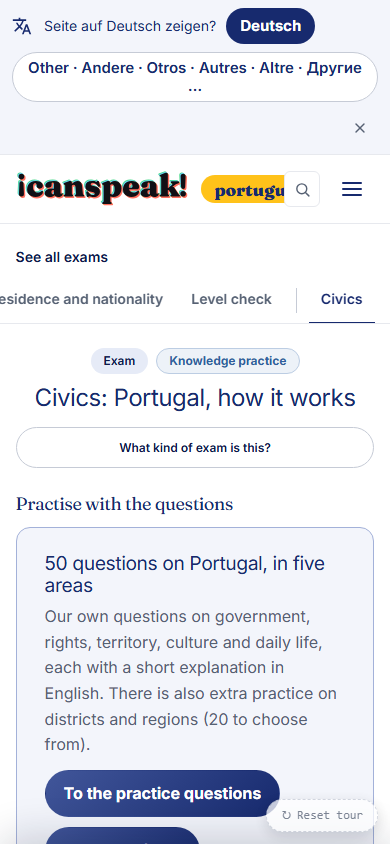 Seite auf Deutsch zeigen? Deutsch
Other · Andere · Otros · Autres · Altre · Другие
...
icanspeak!
See all exams
and nationality Level check Civics
Exam Knowledge practice
Civics: Portugal, how it works
What kind of exam is this?
Practise with the questions
50 questions on Portugal, in five
areas
Our own questions on government,
rights, territory, culture and daily life,
each with a short explanation in
English. There is also extra practice on
districts and regions (20 to choose
from).
To the practice questions
↻ Reset tour